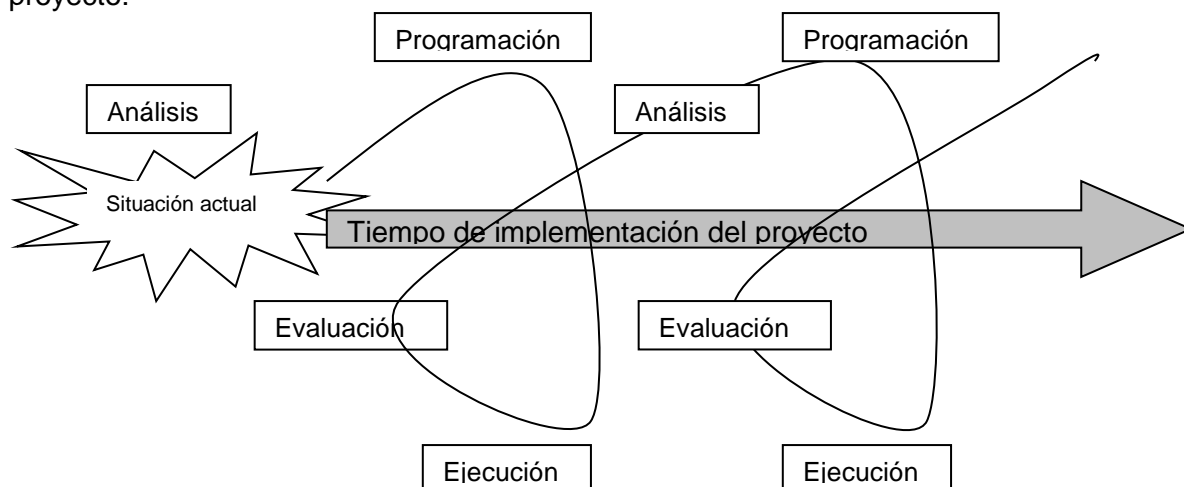 proyecto.
Programación
Programación
Análisis
Análisis
Situación actual
Tiempo de implementación del proyecto
Evaluación
Evaluación
Ejecución
Ejecución